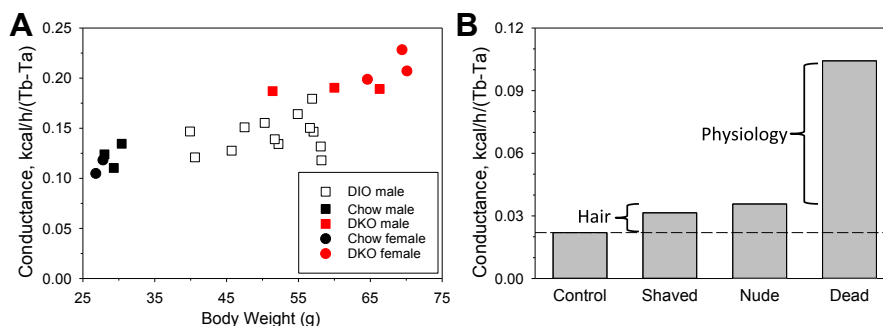 A
Conductance, kcal/h/(Tb-Ta)
0.25
0.20
0.15
0.10
0.05
0.00
DIO male
Chow male
DKO male
Chow female
DKO female
25 35 45 55 65 75
Body Weight (g)
B
Conductance, kcal/h/(Tb-Ta)
0.12
0.09
0.06
0.03
0.00
Physiology
Hair
Control Shaved Nude Dead